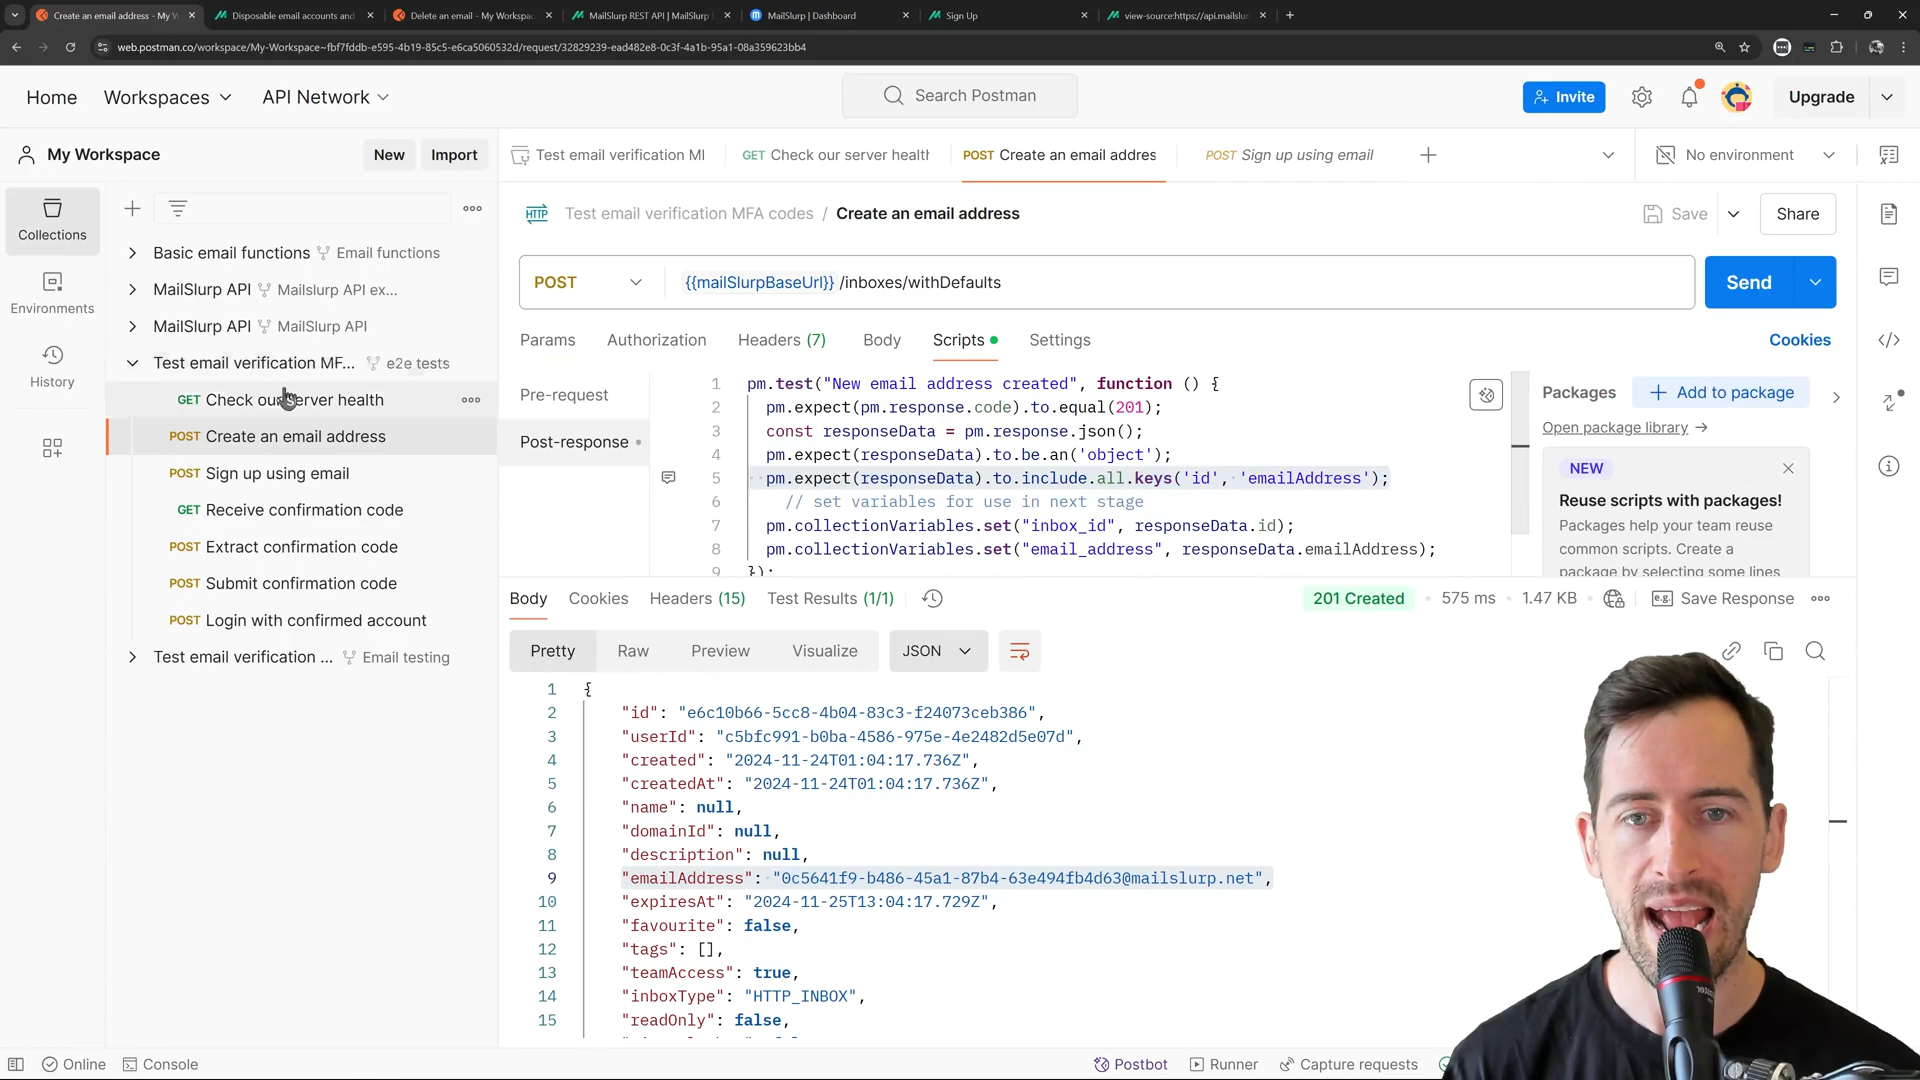 Create an email address - My W
Disposable email accounts and
Delete an email - My Workspac
MailSlurp REST API | MailSlurp
MailSlurp | Dashboard
Sign Up
view-source:https://api.mailslur
web.postman.co/workspace/My-Workspace~fbf7fddb-e595-4b19-85c5-e6ca5060532d/request/32829239-ead482e8-0c3f-4a1b-95a1-08a359623bb4
Home
Workspaces
API Network
Search Postman
Invite
Upgrade
My Workspace
New
Import
Test email verification MI
GET Check our server healtl
POST Create an email addres
POST Sign up using email
No environment
Collections
Environments
History
Basic email functions
Email functions
MailSlurp API
Mailslurp API ex...
MailSlurp API
MailSlurp API
Test email verification MF...
e2e tests
GET Check our server health
POST Create an email address
POST Sign up using email
GET Receive confirmation code
POST Extract confirmation code
POST Submit confirmation code
POST Login with confirmed account
Test email verification ...
Email testing
HTTP
Test email verification MFA codes / Create an email address
Save
Share
POST
{{mailSlurpBaseUrl}} /inboxes/withDefaults
Send
Params
Authorization
Headers (7)
Body
Scripts
Settings
Cookies
Pre-request
Post-response
1 pm.test("New email address created", function () {
2 pm.expect(pm.response.code).to.equal(201);
3 const responseData = pm.response.json();
4 pm.expect(responseData).to.be.an('object');
5 pm.expect(responseData).to.include.all.keys('id', 'emailAddress');
6 // set variables for use in next stage
7 pm.collectionVariables.set("inbox_id", responseData.id);
8 pm.collectionVariables.set("email_address", responseData.emailAddress);
9 });
Packages
Add to package
Open package library →
NEW
Reuse scripts with packages!
Packages help your team reuse
common scripts. Create a
package by selecting some lines
Body
Cookies
Headers (15)
Test Results (1/1)
201 Created
575 ms
1.47 KB
e.g.
Save Response
Pretty
Raw
Preview
Visualize
JSON
1 {
2 "id": "e6c10b66-5cc8-4b04-83c3-f24073ceb386",
3 "userId": "c5bfc991-b0ba-4586-975e-4e2482d5e07d",
4 "created": "2024-11-24T01:04:17.736Z",
5 "createdAt": "2024-11-24T01:04:17.736Z",
6 "name": null,
7 "domainId": null,
8 "description": null,
9 "emailAddress": "0c5641f9-b486-45a1-87b4-63e494fb4d63@mailslurp.net",
10 "expiresAt": "2024-11-25T13:04:17.729Z",
11 "favourite": false,
12 "tags": [],
13 "teamAccess": true,
14 "inboxType": "HTTP_INBOX",
15 "readOnly": false,
Online
Console
Postbot
Runner
Capture requests